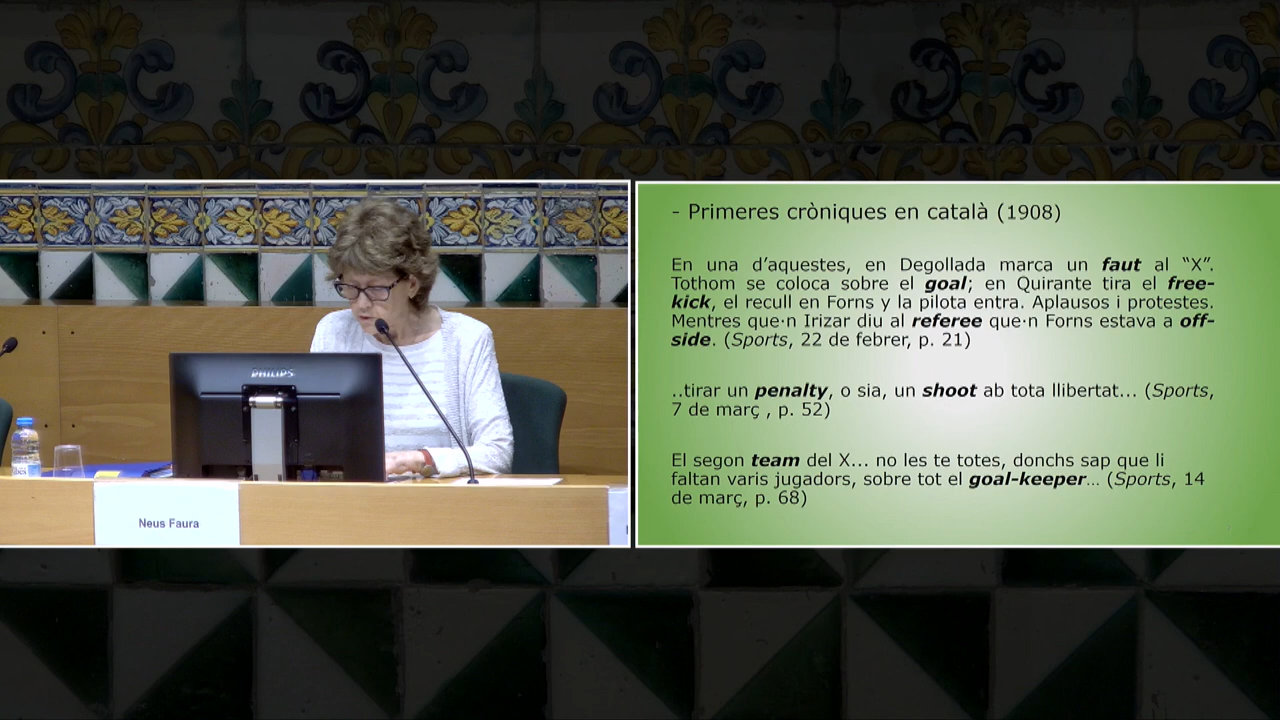 PHILIPS
Neus Faura
- Primeres cròniques en català (1908)
En una d’aquestes, en Degollada marca un faut al “X”.
Tothom se coloca sobre el goal; en Quirante tira el free-
kick, el recull en Forns y la pilota entra. Aplausos i protestes.
Mentres que·n Irizar diu al referee que·n Forns estava a off-
side. (Sports, 22 de febrer, p. 21)
..tirar un penalty, o sia, un shoot ab tota llibertat... (Sports,
7 de març , p. 52)
El segon team del X... no les te totes, donchs sap que li
faltan varis jugadors, sobre tot el goal-keeper... (Sports, 14
de març, p. 68)